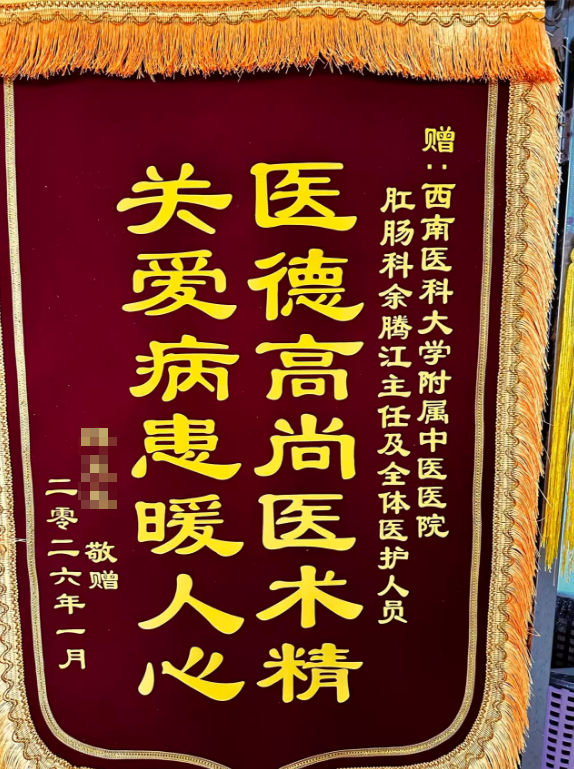 赠:西南医科大学附属中医医院
肛肠科余腾江主任及全体医护人员
医德高尚医术精
关爱病患暖人心
敬赠
二零二六年一月